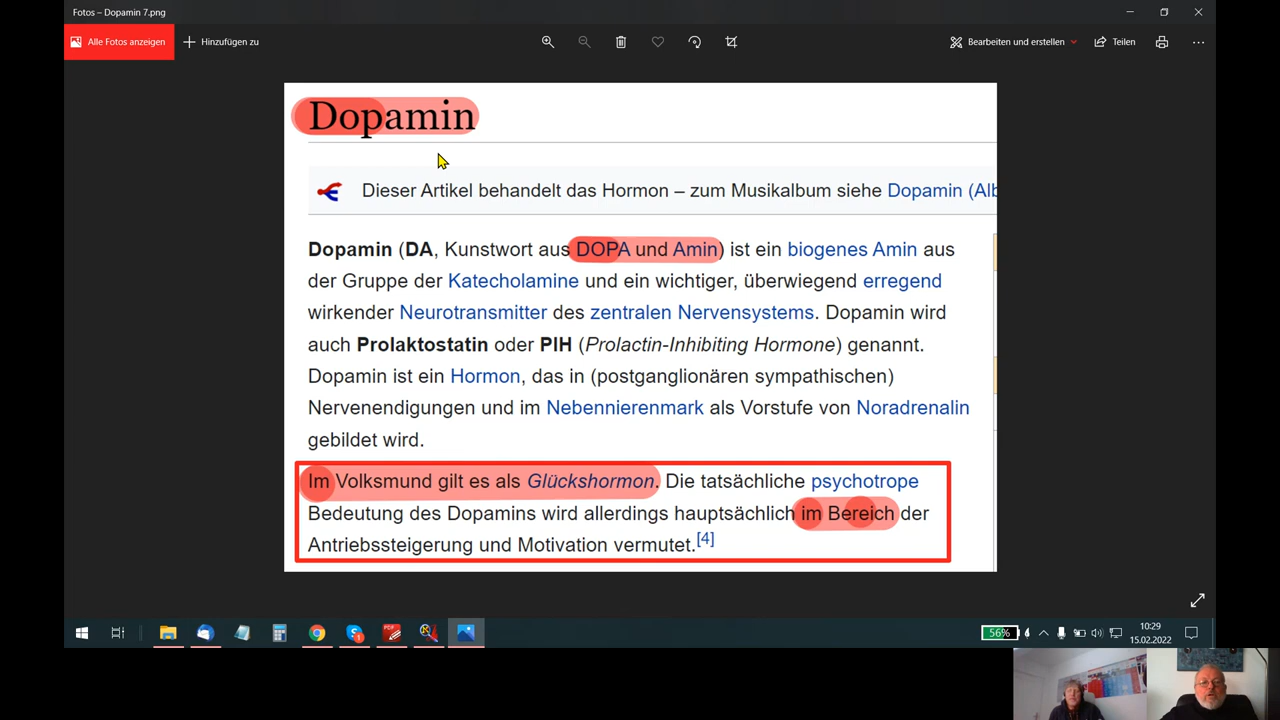 Fotos – Dopamin 7.png
Alle Fotos anzeigen
Hinzufügen zu
Bearbeiten und erstellen
Teilen
Dopamin
Dieser Artikel behandelt das Hormon – zum Musikalbum siehe Dopamin (Alb
Dopamin (DA, Kunstwort aus DOPA und Amin) ist ein biogenes Amin aus
der Gruppe der Katecholamine und ein wichtiger, überwiegend erregend
wirkender Neurotransmitter des zentralen Nervensystems. Dopamin wird
auch Prolaktostatin oder PIH (Prolactin-Inhibiting Hormone) genannt.
Dopamin ist ein Hormon, das in (postganglionären sympathischen)
Nervenendigungen und im Nebennierenmark als Vorstufe von Noradrenalin
gebildet wird.
Im Volksmund gilt es als Glückshormon. Die tatsächliche psychotrope
Bedeutung des Dopamins wird allerdings hauptsächlich im Bereich der
Antriebssteigerung und Motivation vermutet.[4]
56%
10:29
15.02.2022